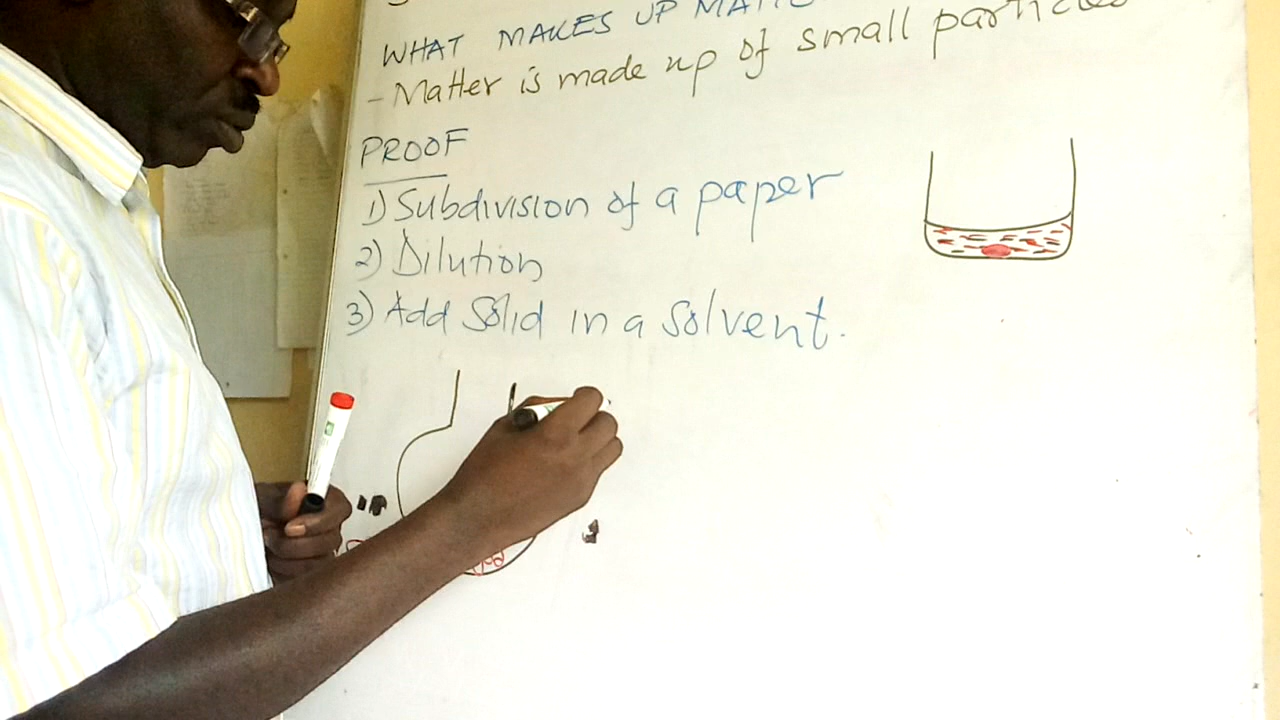 WHAT MAKES UP
- Matter is made up of small particles
PROOF
1) Subdivision of a paper
2) Dilution
3) Add Solid in a Solvent.